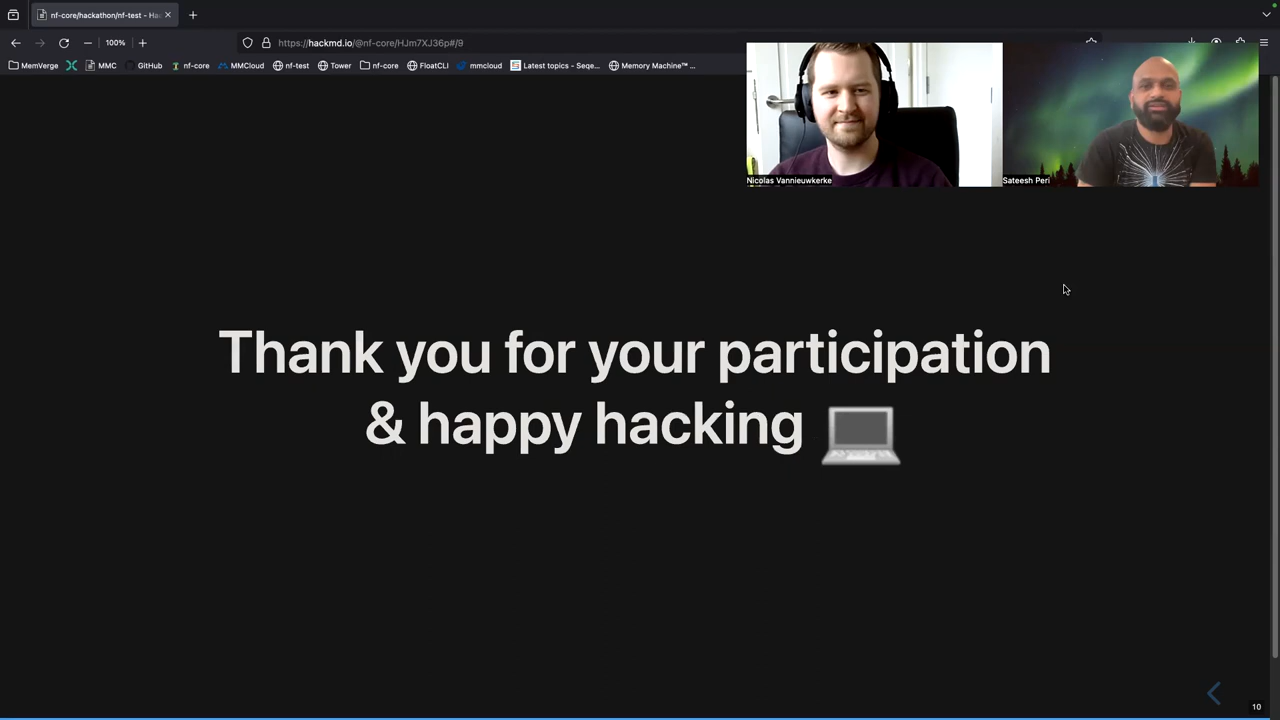 nf-core/hackathon/nf-test - Ha
100%
https://hackmd.io/@nf-core/HJm7XJ36p#/9
MemVerge
MMC
GitHub
nf-core
MMCloud
nf-test
Tower
nf-core
FloatCLI
mmcloud
Latest topics - Seqe...
Memory Machine™ ...
Nicolas Vannieuwkerke
Sateesh Peri
Thank you for your participation
& happy hacking
10